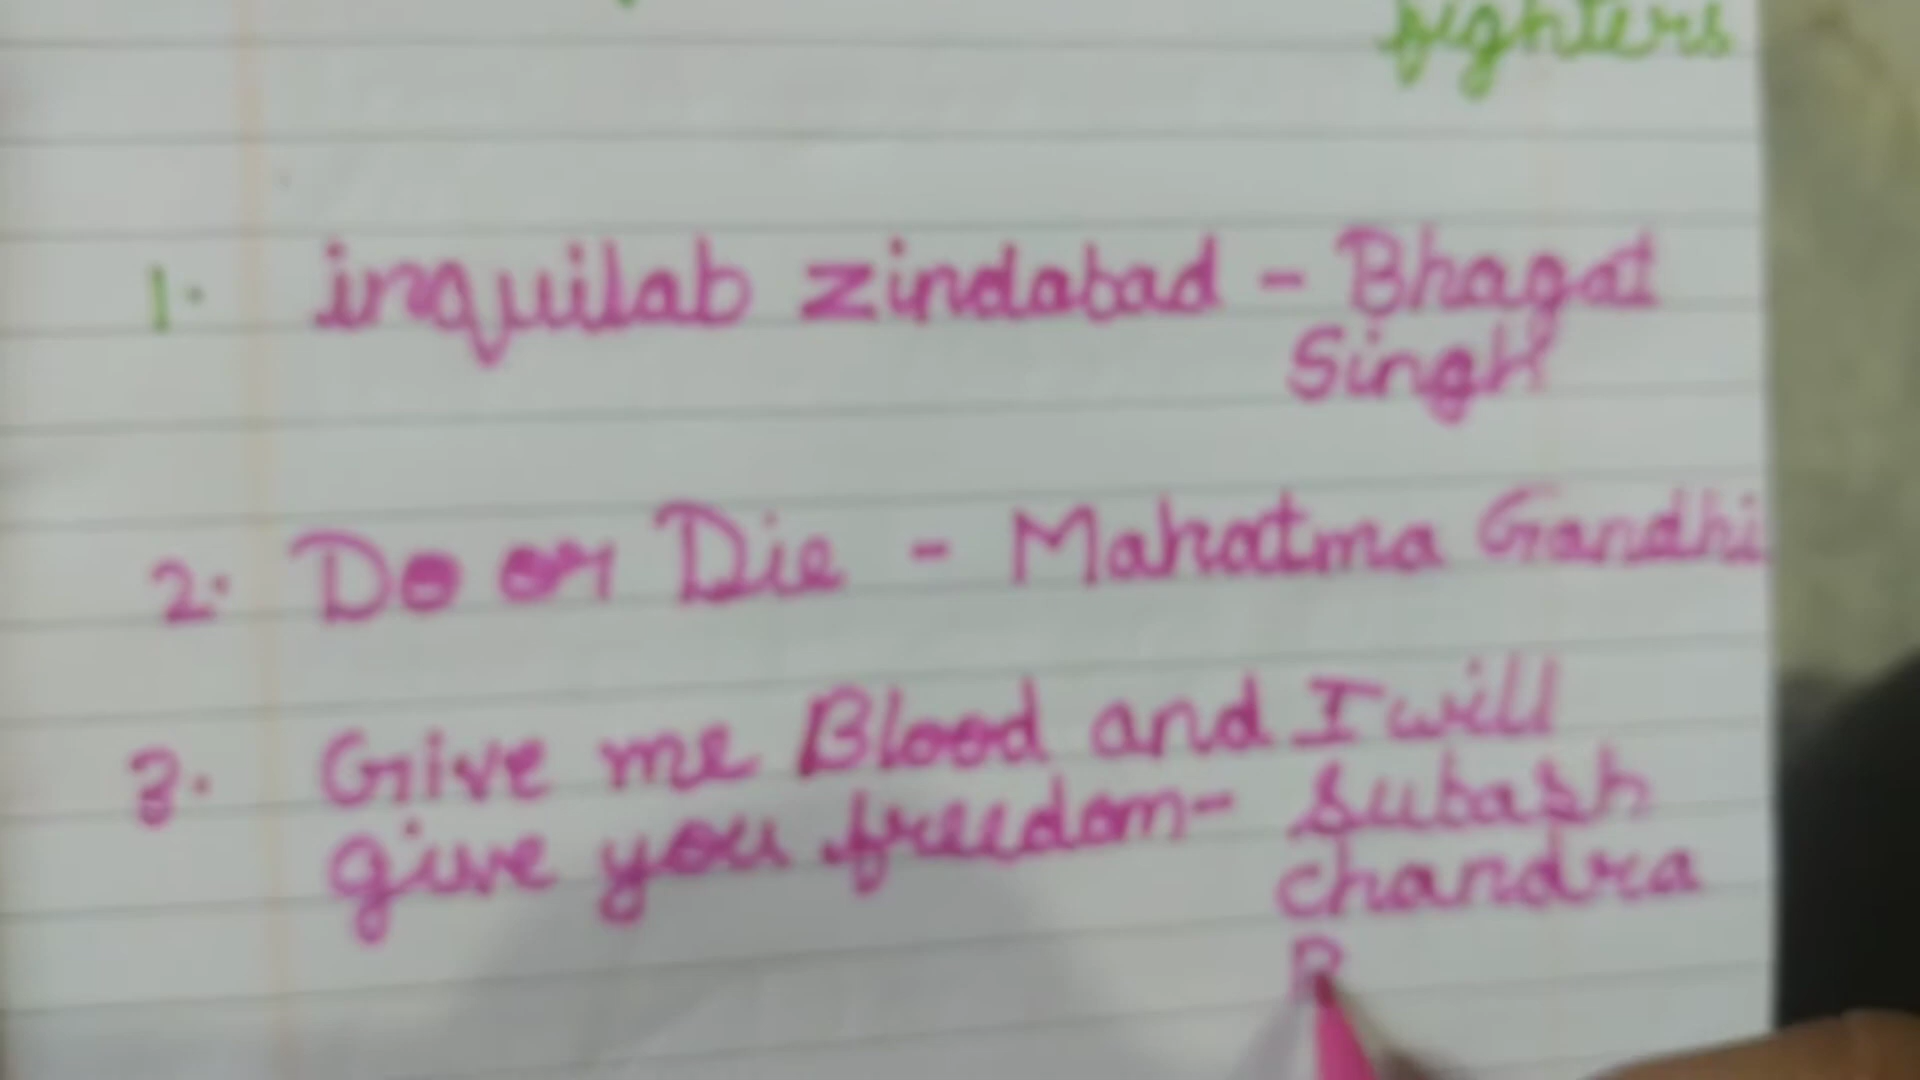 fighters
1. inquilab zindabad - Bhagat
Singh
2. Do or Die - Mahatma Gandhi
3. Give me Blood and I will
give you freedom - Subash
chandra
B